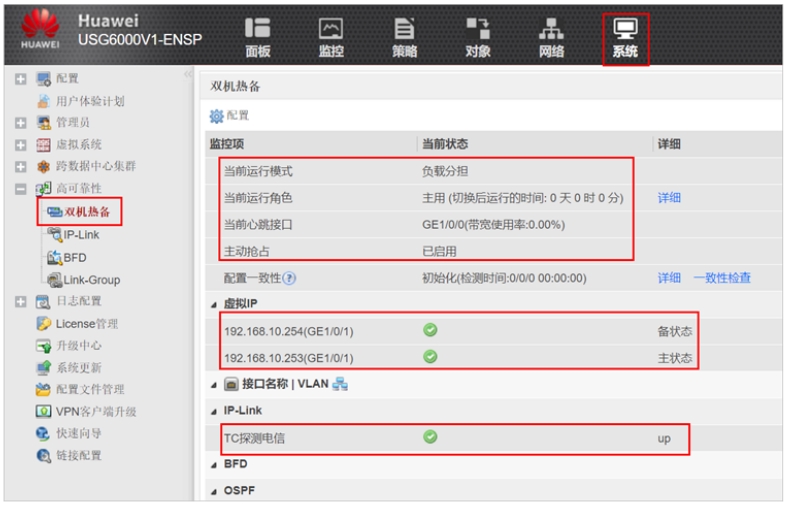 Huawei
USG6000V1-ENSP
HUAWEI
面板
监控
策略
对象
网络
系统
配置
用户体验计划
管理员
虚拟系统
跨数据中心集群
高可靠性
双机热备
IP-Link
BFD
Link-Group
日志配置
License管理
升级中心
系统更新
配置文件管理
VPN客户端升级
快速向导
链接配置
双机热备
配置
监控项 当前状态 详细
当前运行模式 负载分担
当前运行角色 主用 (切换后运行的时间: 0 天 0 时 0 分) 详细
当前心跳接口 GE1/0/0(带宽使用率:0.00%)
主动抢占 已启用
配置一致性 初始化(检测时间:0/0/0 00:00:00) 详细 一致性检查
虚拟IP
192.168.10.254(GE1/0/1) 备状态
192.168.10.253(GE1/0/1) 主状态
接口名称 | VLAN
IP-Link
TC探测电信 up
BFD
OSPF